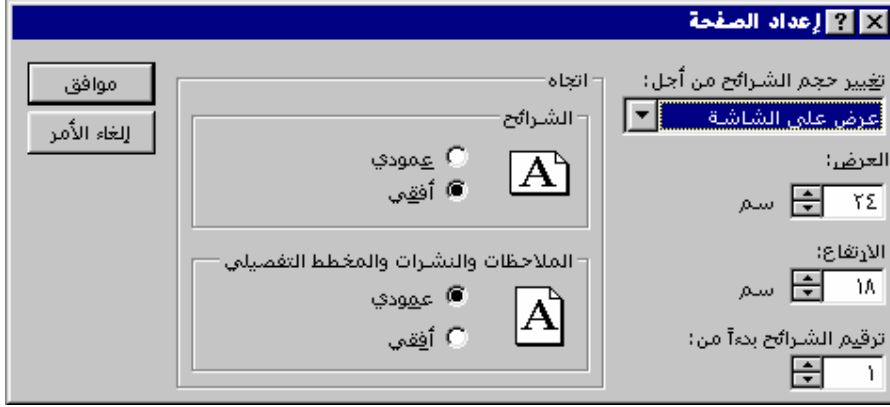 إعداد الصفحة
تغيير حجم الشرائح من أجل:
عرض على الشاشة
العرض:
٢٤ سم
الارتفاع:
١٨ سم
ترقيم الشرائح بدءآ من:
١
اتجاه
الشرائح
A
عمودي
أفقي
الملاحظات والنشرات والمخطط التفصيلي
A
عمودي
أفقي
موافق
إلغاء الأمر